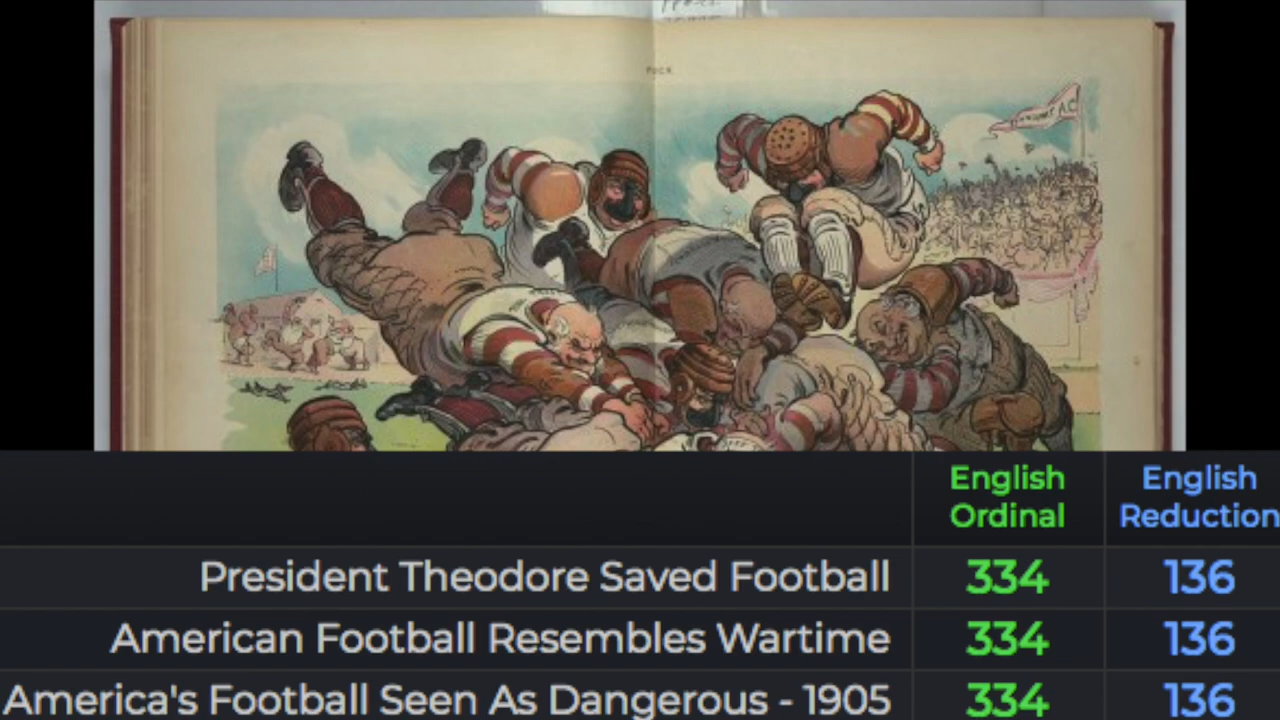 PUCK
English
Ordinal
English
Reduction
President Theodore Saved Football 334 136
American Football Resembles Wartime 334 136
America's Football Seen As Dangerous - 1905 334 136